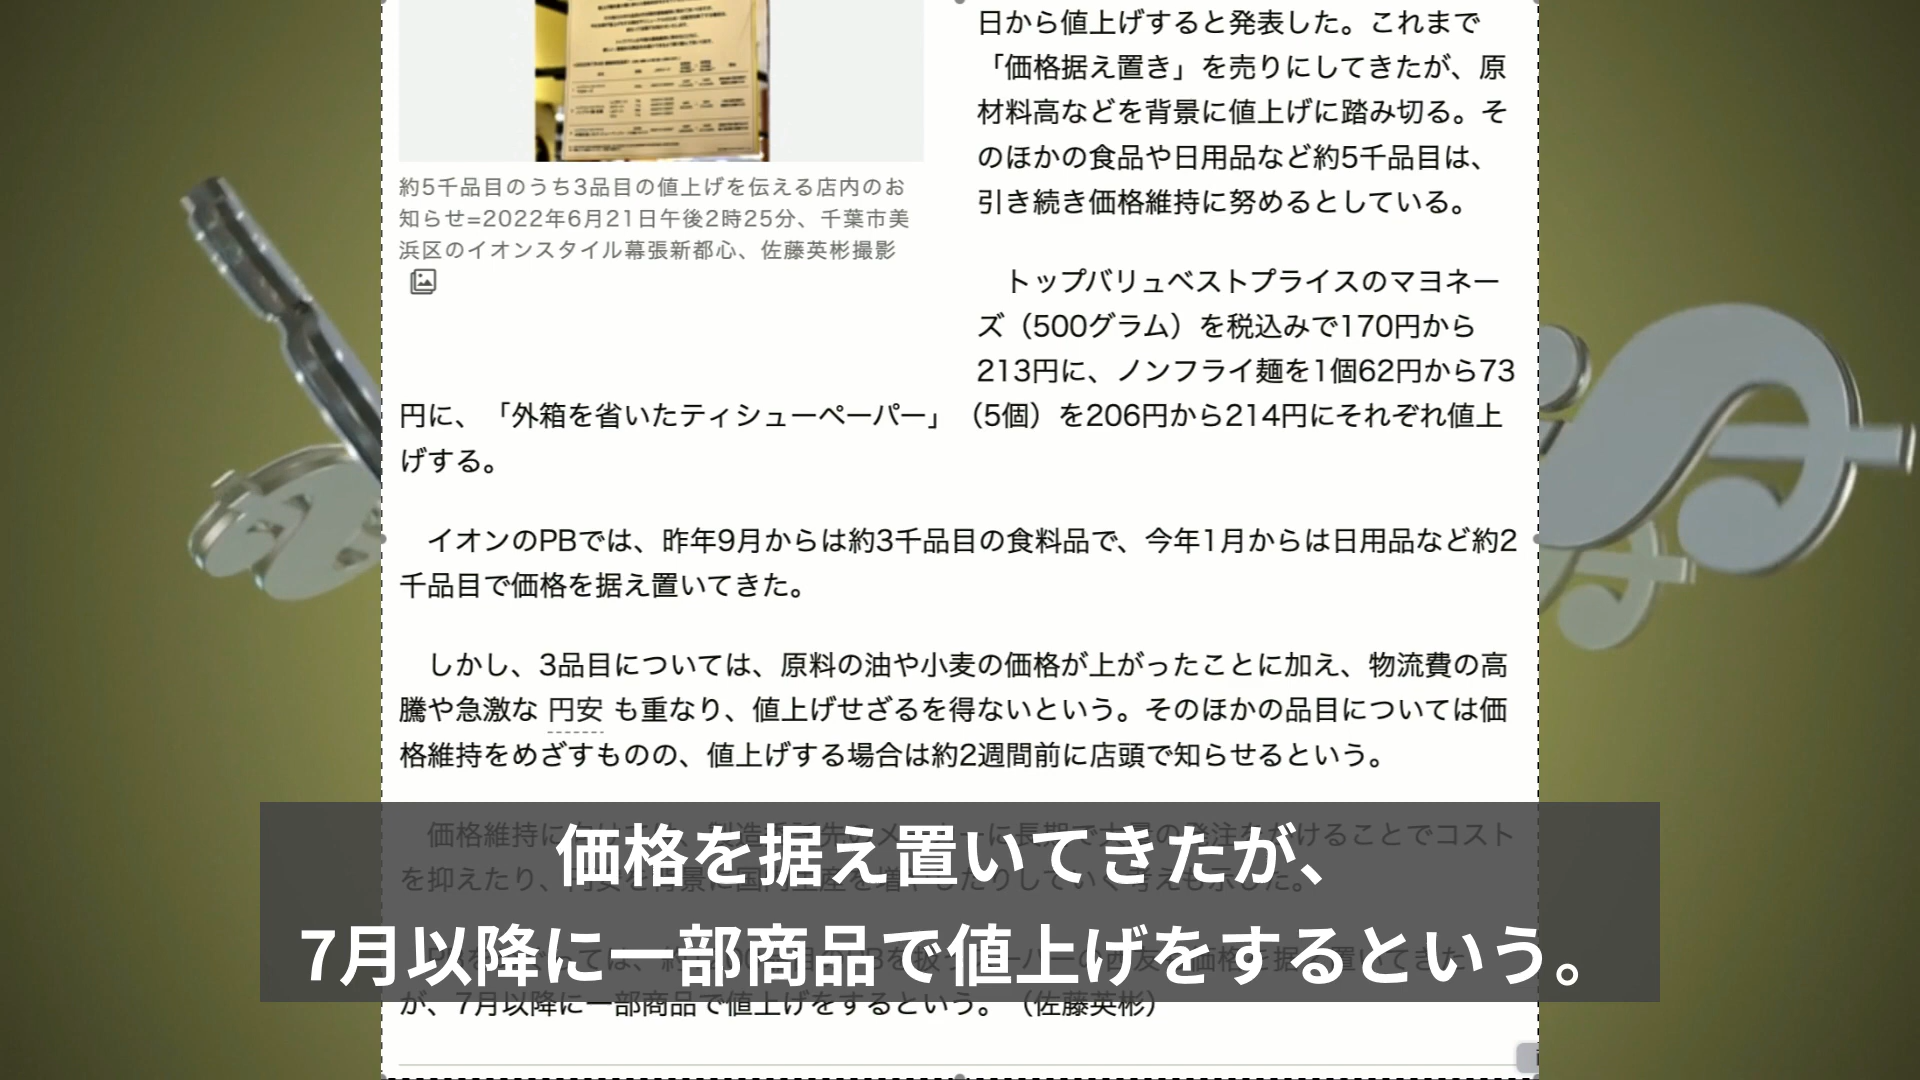 約5千品目のうち3品目の値上げを伝える店内のお
知らせ=2022年6月21日午後2時25分、千葉市美
浜区のイオンスタイル幕張新都心、佐藤英彬撮影
日から値上げすると発表した。これまで
「価格据え置き」を売りにしてきたが、原
材料高などを背景に値上げに踏み切る。そ
のほかの食品や日用品など約5千品目は、
引き続き価格維持に努めるとしている。
トップバリュベストプライスのマヨネー
ズ（500グラム）を税込みで170円から
213円に、ノンフライ麺を1個62円から73
円に、「外箱を省いたティシューペーパー」（5個）を206円から214円にそれぞれ値上
げする。
イオンのPBでは、昨年9月からは約3千品目の食料品で、今年1月からは日用品など約2
千品目で価格を据え置いてきた。
しかし、3品目については、原料の油や小麦の価格が上がったことに加え、物流費の高
騰や急激な 円安 も重なり、値上げせざるを得ないという。そのほかの品目については価
格維持をめざすものの、値上げする場合は約2週間前に店頭で知らせるという。
価格維持に
けることでコスト
を抑えたり、
価格を据え置いてきたが、
7月以降に一部商品で値上げをするという。
が、7月以降に一部商品で値上げをするという。（佐藤英彬）